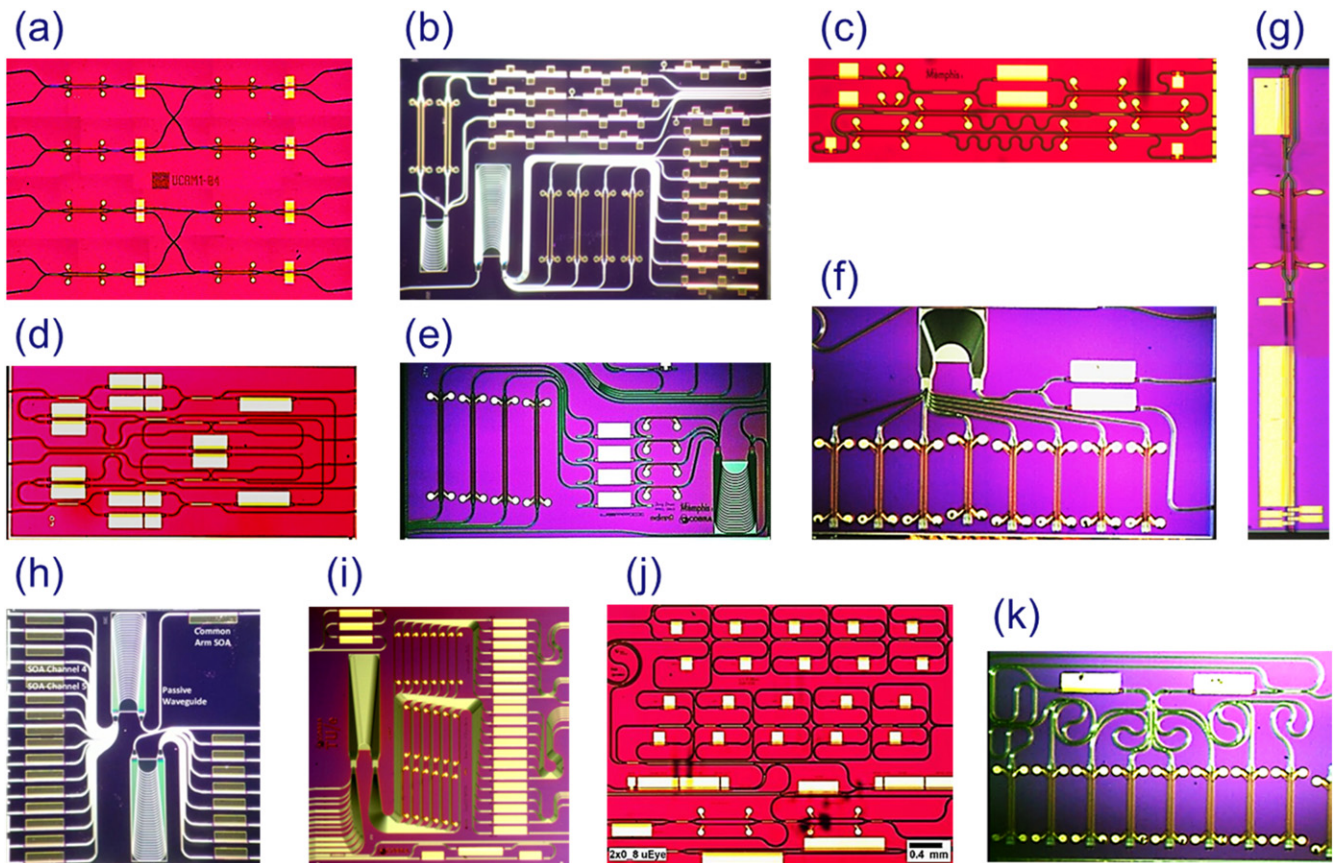 (a)
(b)
(c)
(g)
Memphis
UCAM1-04
(d)
(e)
(f)
Memphis
COBRA
(h)
(i)
(j)
(k)
Common
Arm SOA
SOA Channel 4
SOA Channel 5
Passive
Waveguide
2x0_8 uEye
0.4 mm